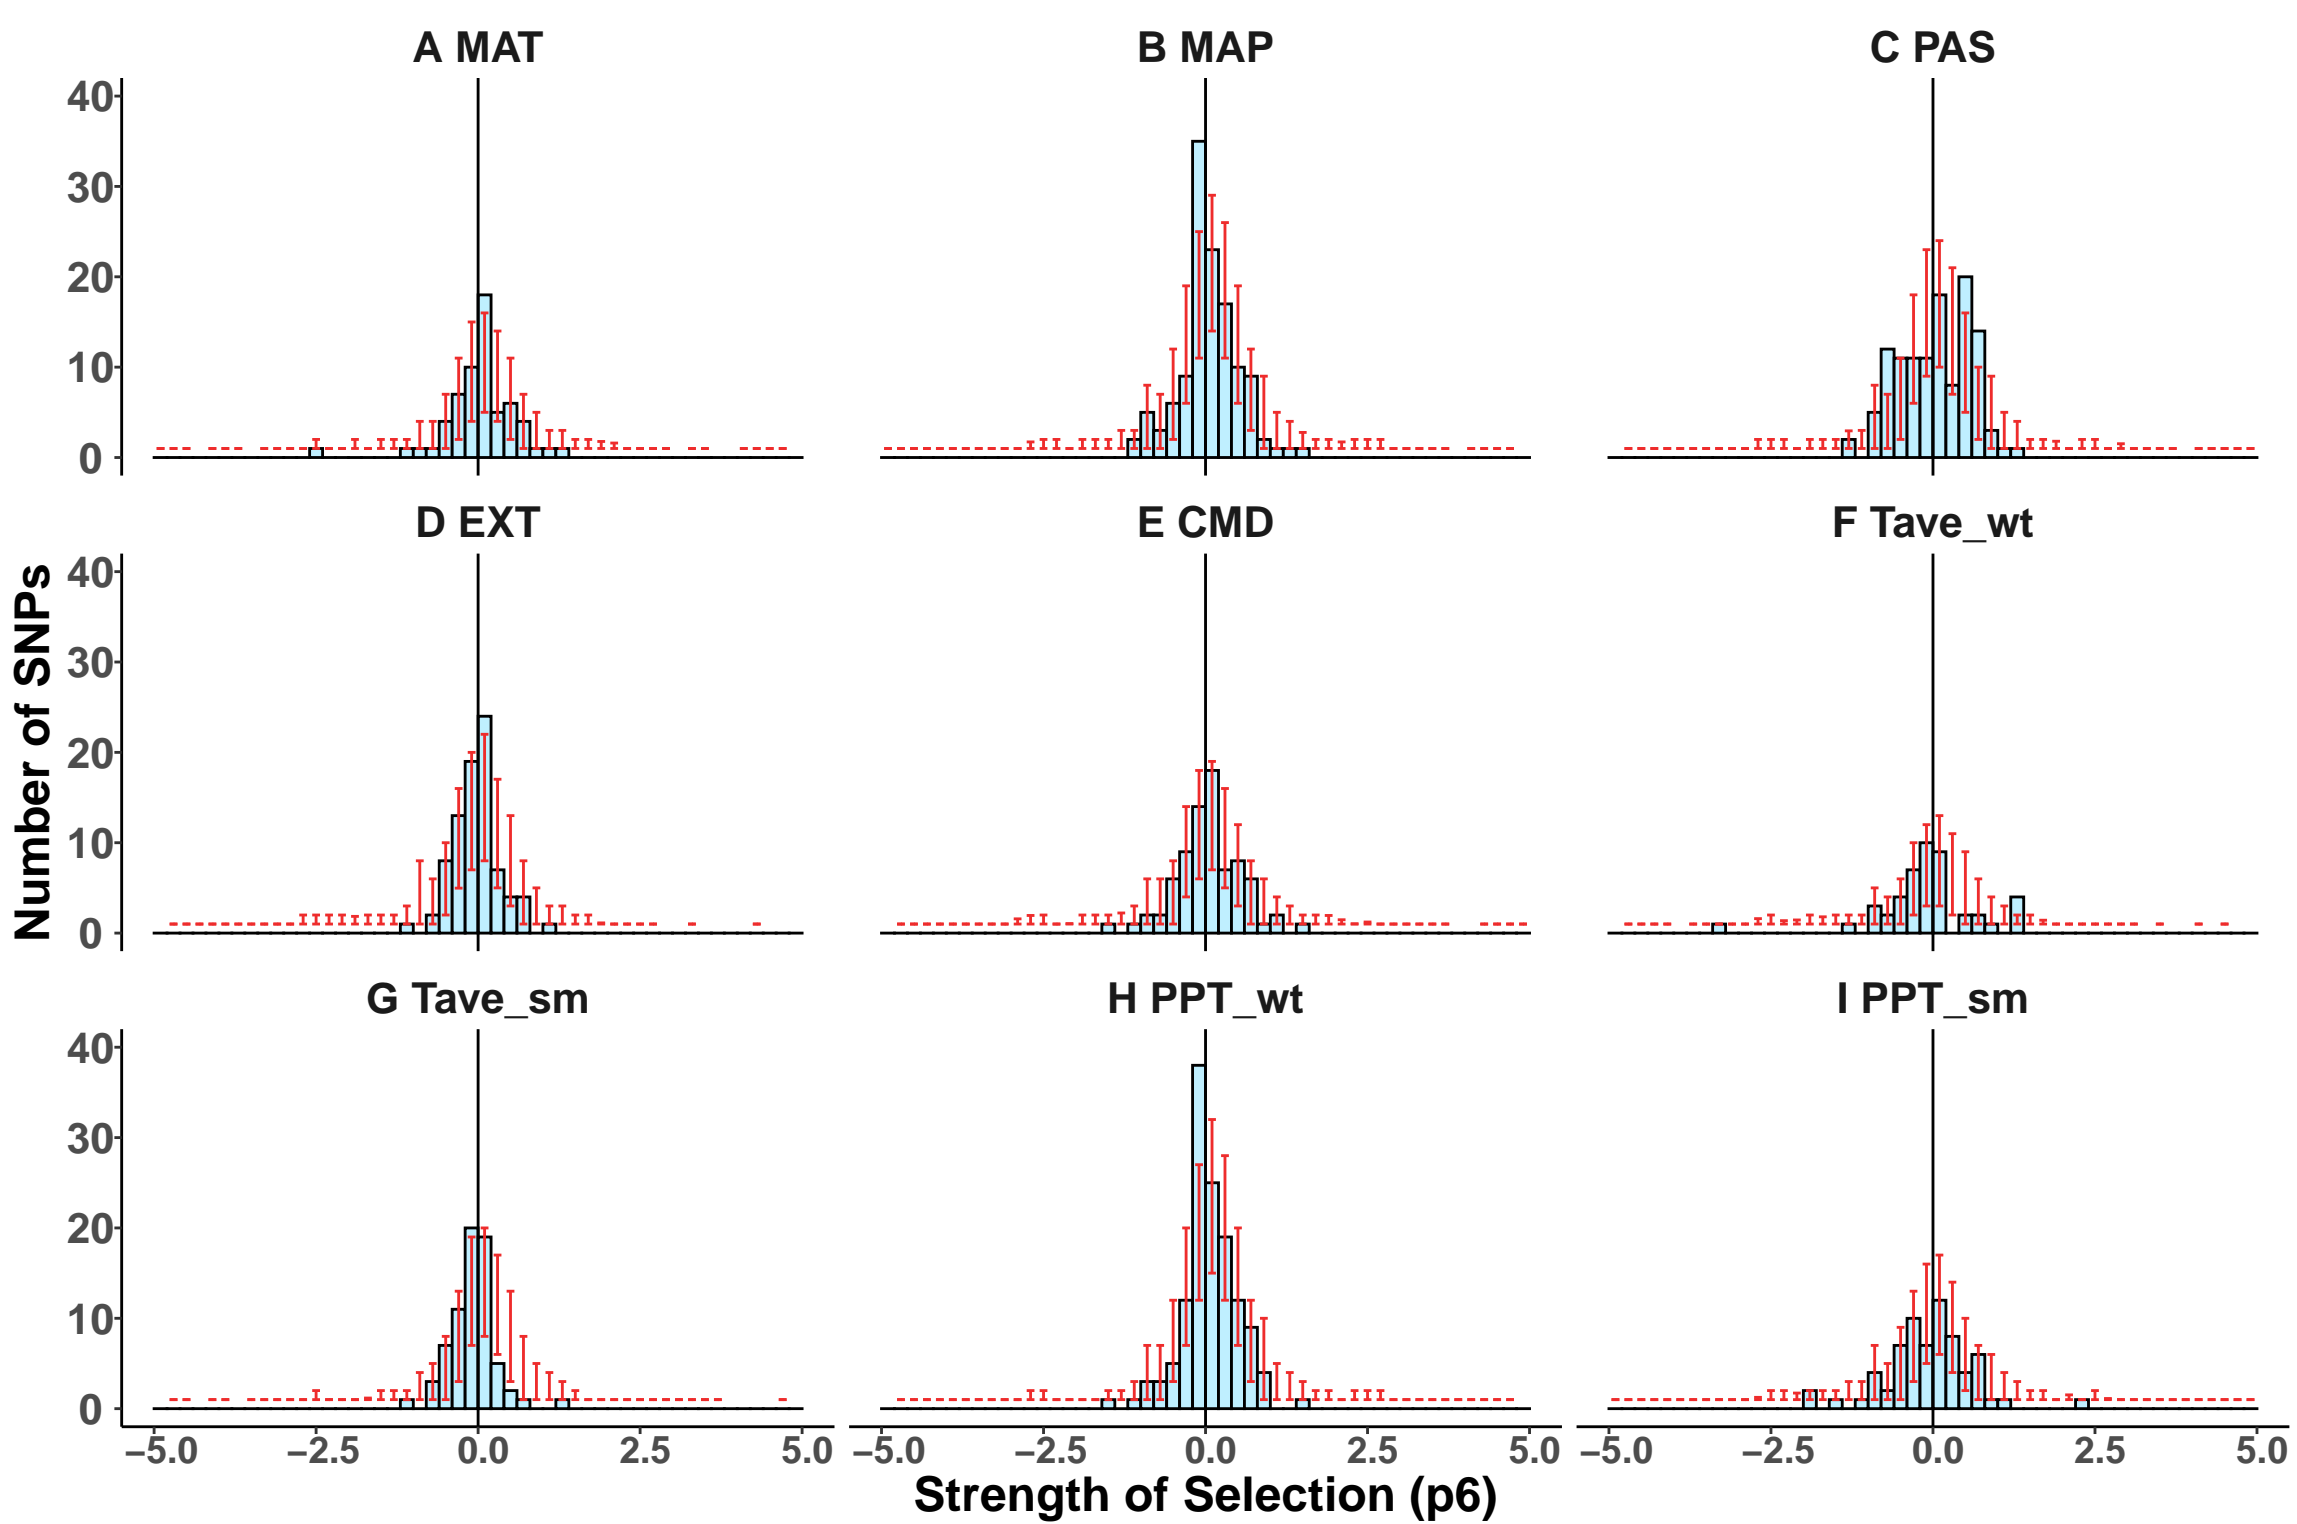 A MAT
B MAP
C PAS
40
30
20
10
0
D EXT
E CMD
F Tave_wt
Number of SNPs
40
30
20
10
0
G Tave_sm
H PPT_wt
I PPT_sm
40
30
20
10
0
−5.0 −2.5 0.0 2.5 5.0
−5.0 −2.5 0.0 2.5 5.0
−5.0 −2.5 0.0 2.5 5.0
Strength of Selection (p6)